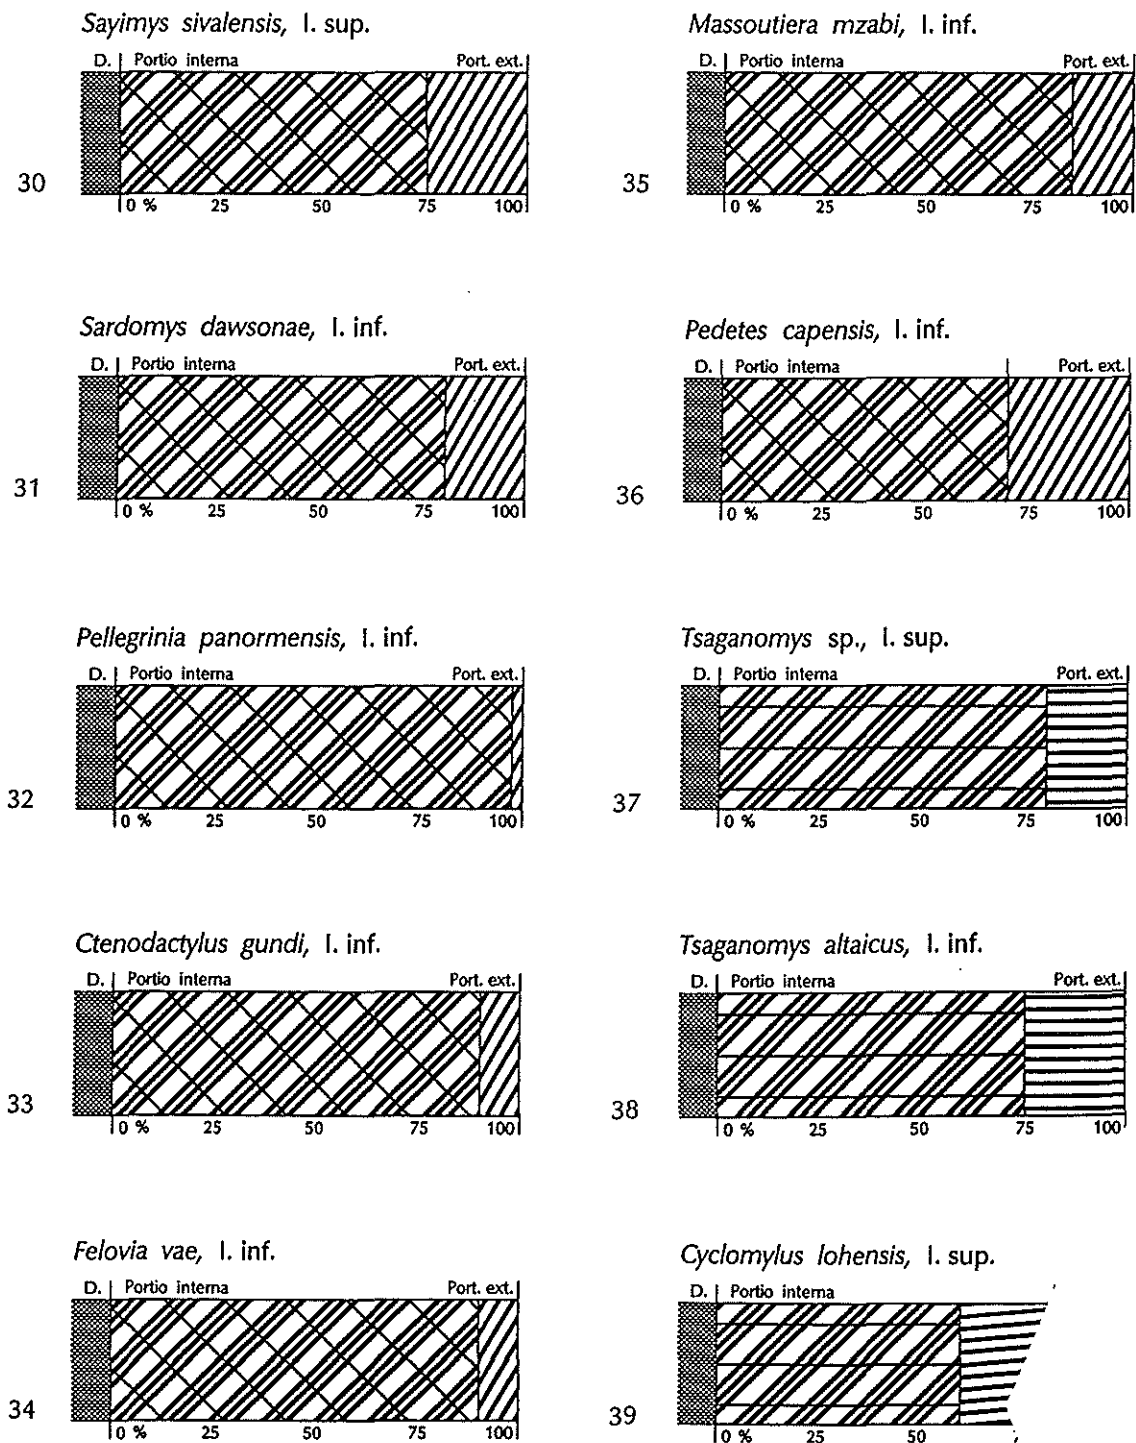 Sayimys sivalensis, I. sup.
D. Portio interna Port. ext.
30
0 % 25 50 75 100
Sardomys dawsonae, I. inf.
D. Portio interna Port. ext.
31
0 % 25 50 75 100
Pellegrinia panormensis, I. inf.
D. Portio interna Port. ext.
32
0 % 25 50 75 100
Ctenodactylus gundi, I. inf.
D. Portio interna Port. ext.
33
0 % 25 50 75 100
Felovia vae, I. inf.
D. Portio interna Port. ext.
34
0 % 25 50 75 100
Massoutiera mzabi, I. inf.
D. Portio interna Port. ext.
35
0 % 25 50 75 100
Pedetes capensis, I. inf.
D. Portio interna Port. ext.
36
0 % 25 50 75 100
Tsaganomys sp., I. sup.
D. Portio interna Port. ext.
37
0 % 25 50 75 100
Tsaganomys altaicus, I. inf.
D. Portio interna Port. ext.
38
0 % 25 50 75 100
Cyclomylus lohensis, I. sup.
D. Portio interna
39
0 % 25 50